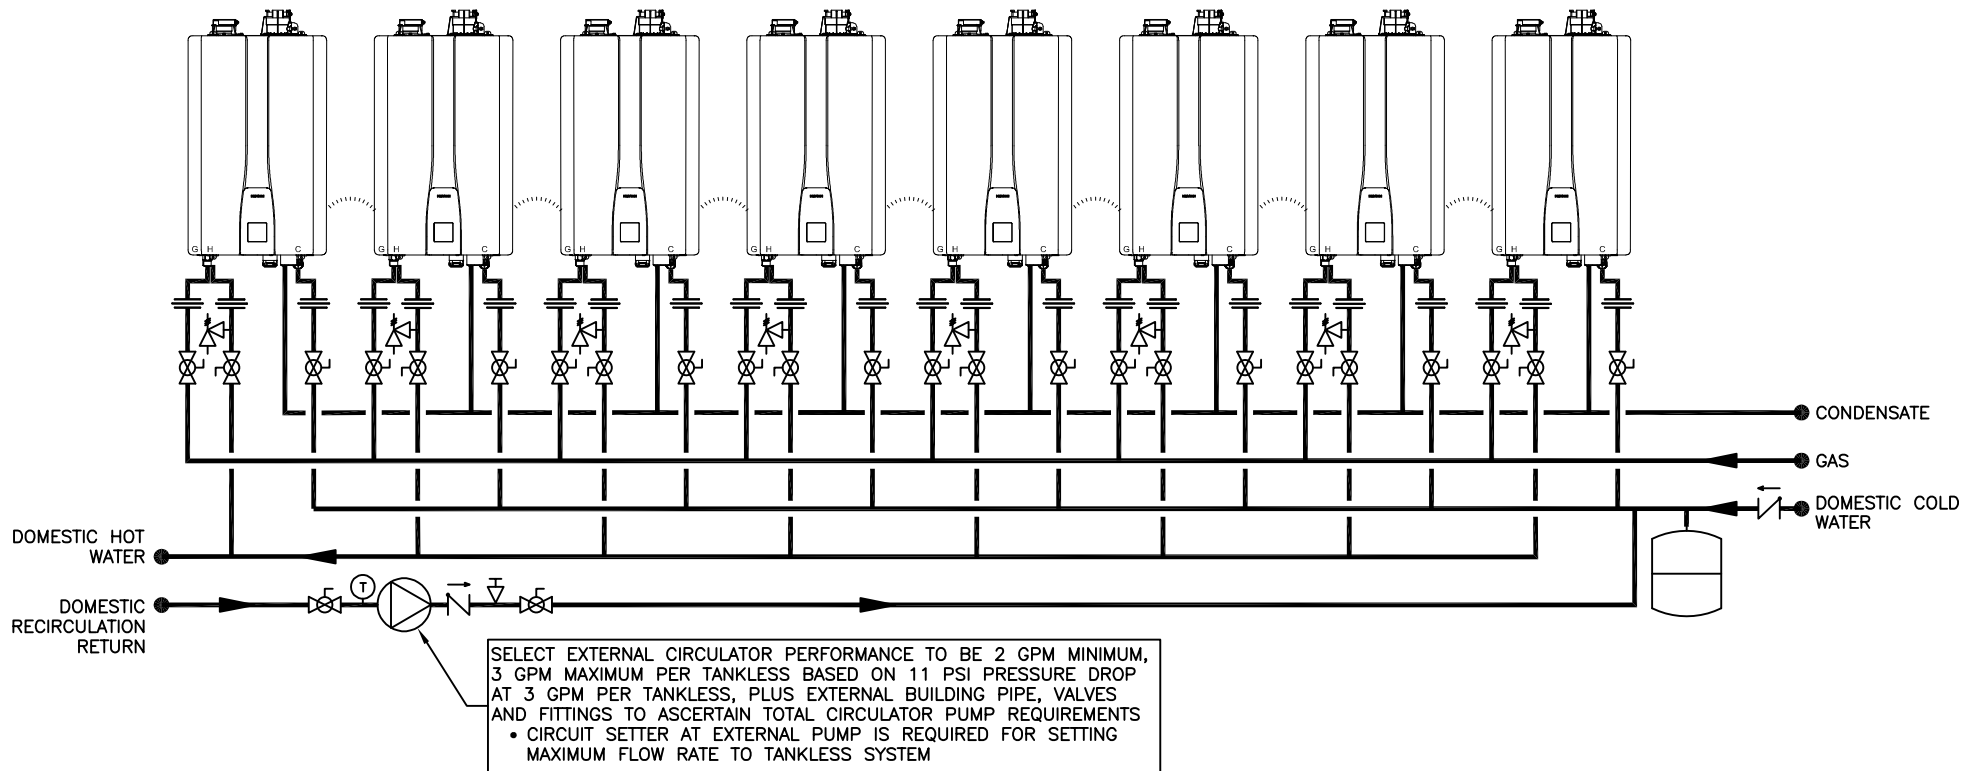 G H C
G H C
G H C
G H C
G H C
G H C
G H C
G H C
CONDENSATE
GAS
DOMESTIC COLD
WATER
DOMESTIC HOT
WATER
T
DOMESTIC
RECIRCULATION
RETURN
SELECT EXTERNAL CIRCULATOR PERFORMANCE TO BE 2 GPM MINIMUM,
3 GPM MAXIMUM PER TANKLESS BASED ON 11 PSI PRESSURE DROP
AT 3 GPM PER TANKLESS, PLUS EXTERNAL BUILDING PIPE, VALVES
AND FITTINGS TO ASCERTAIN TOTAL CIRCULATOR PUMP REQUIREMENTS
• CIRCUIT SETTER AT EXTERNAL PUMP IS REQUIRED FOR SETTING
MAXIMUM FLOW RATE TO TANKLESS SYSTEM